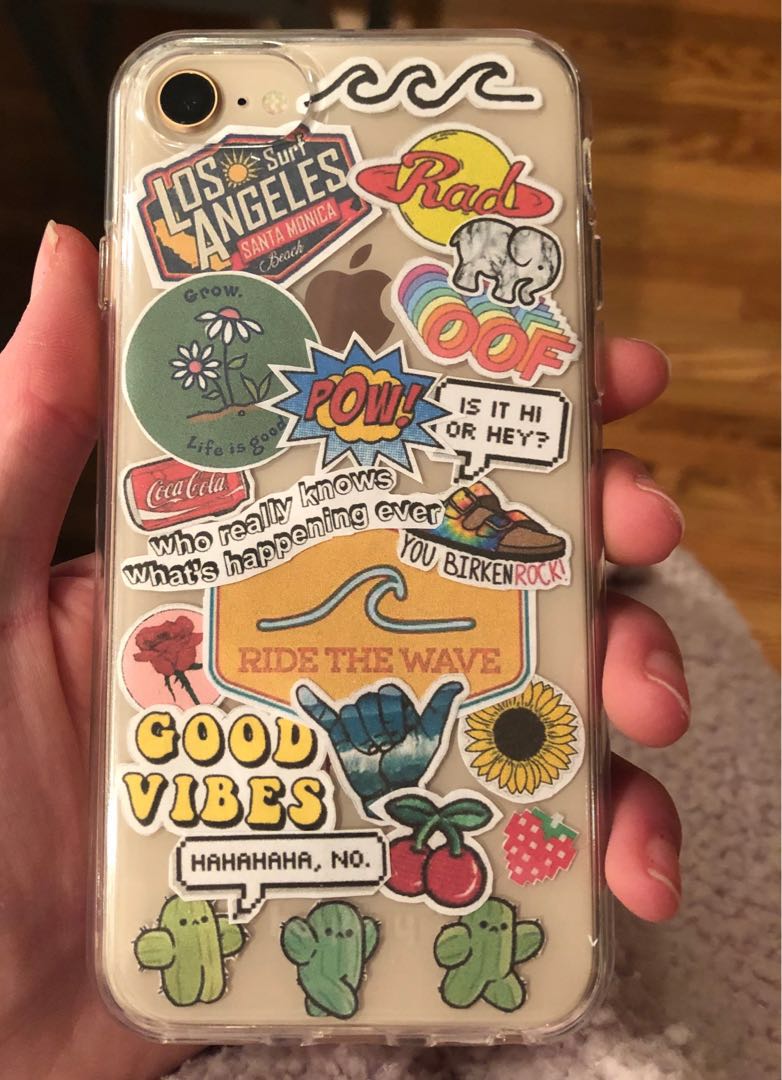 Surf
LOS
ANGELES
SANTA MONICA
Beach
Rad
Grow.
OOF
POW!
IS IT HI
OR HEY?
Life is good
Coca-Cola
who really knows
what's happening ever
YOU BIRKENROCK!
RIDE THE WAVE
GOOD
VIBES
HAHAHAHA, NO.